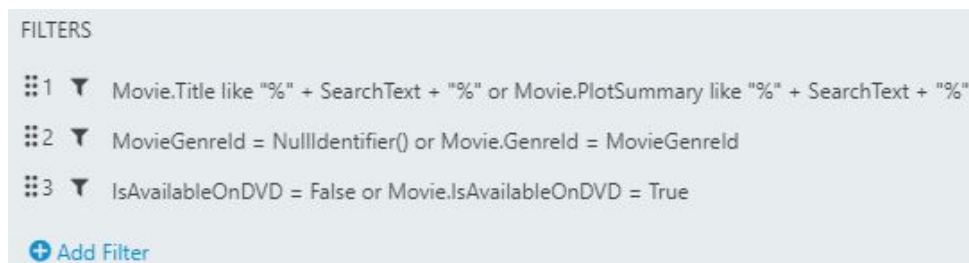 FILTERS
1 Movie.Title like "%" + SearchText + "%" or Movie.PlotSummary like "%" + SearchText + "%"
2 MovieGenreId = NullIdentifier() or Movie.GenreId = MovieGenreId
3 IsAvailableOnDVD = False or Movie.IsAvailableOnDVD = True
Add Filter